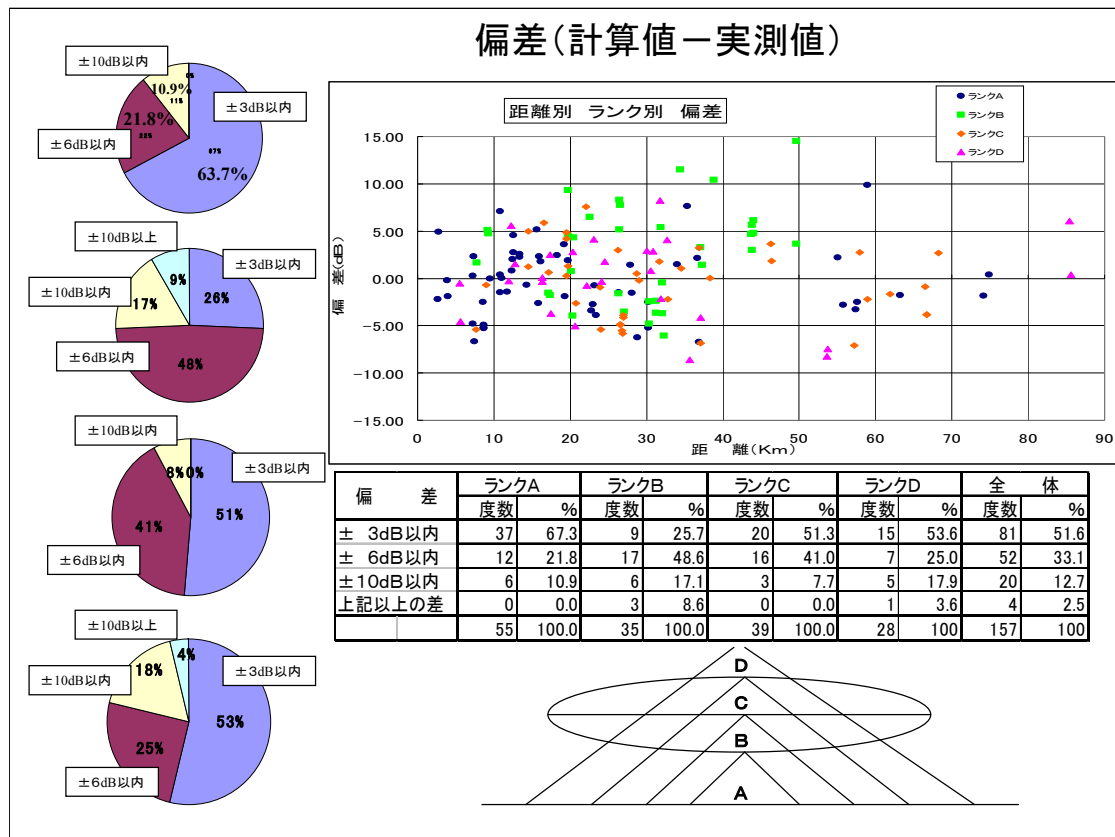 偏差(計算値－実測値)
±10dB以内
0%
10.9%
11%
±3dB以内
21.8%
22%
±6dB以内
67%
63.7%
±10dB以上
±3dB以内
9%
26%
±10dB以内
17%
±6dB以内
48%
±10dB以内
±3dB以内
8%
0%
41%
51%
±6dB以内
±10dB以上
±3dB以内
4%
18%
±10dB以内
53%
25%
±6dB以内
距離別 ランク別 偏差
ランクA
ランクB
ランクC
ランクD
偏 差(dB)
15.00
10.00
5.00
0.00
-5.00
-10.00
-15.00
0 10 20 30 40 50 60 70 80 90
距 離(Km)
偏 差 ランクA ランクB ランクC ランクD 全 体
度数 % 度数 % 度数 % 度数 % 度数 %
± 3dB以内 37 67.3 9 25.7 20 51.3 15 53.6 81 51.6
± 6dB以内 12 21.8 17 48.6 16 41.0 7 25.0 52 33.1
±10dB以内 6 10.9 6 17.1 3 7.7 5 17.9 20 12.7
上記以上の差 0 0.0 3 8.6 0 0.0 1 3.6 4 2.5
55 100.0 35 100.0 39 100.0 28 100 157 100
D
C
B
A